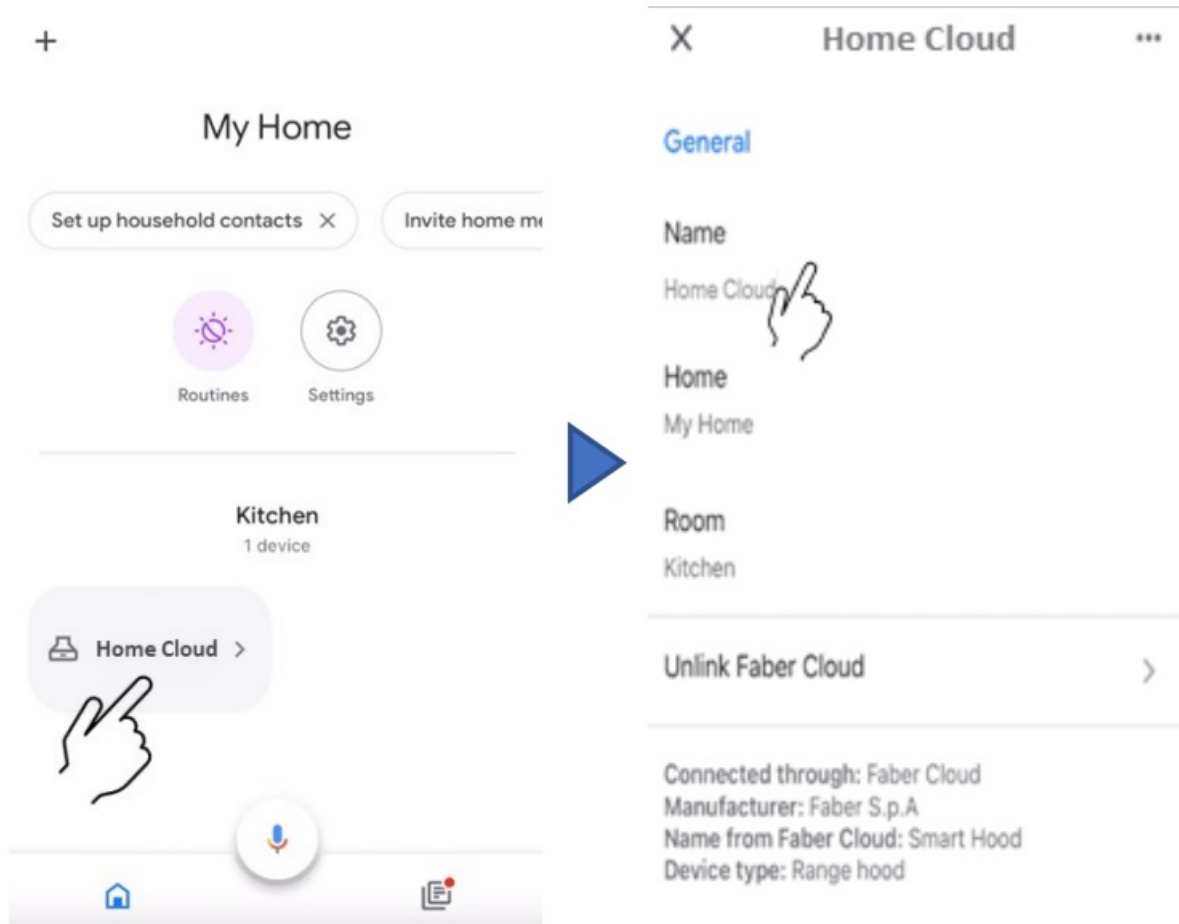 +
My Home
Set up household contacts ×
Invite home me
Routines
Settings
Kitchen
1 device
Home Cloud >
X Home Cloud ...
General
Name
Home Cloud
Home
My Home
Room
Kitchen
Unlink Faber Cloud >
Connected through: Faber Cloud
Manufacturer: Faber S.p.A
Name from Faber Cloud: Smart Hood
Device type: Range hood